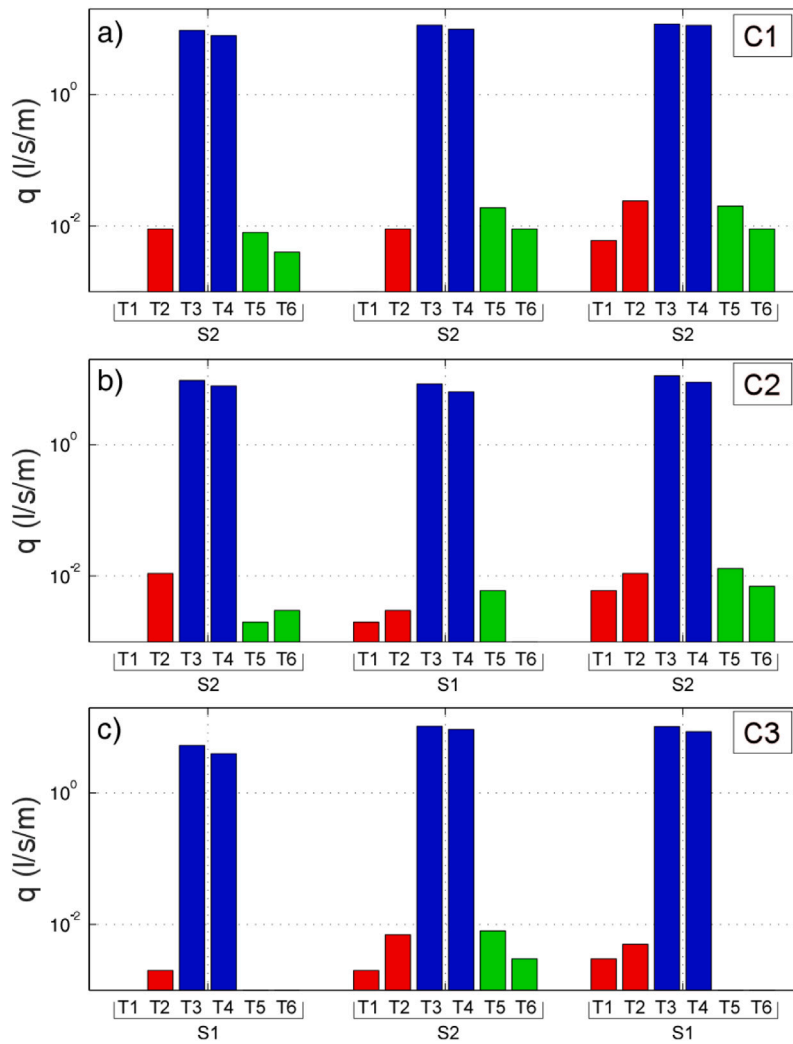 a)
C1
q (l/s/m)
10^0
10^-2
T1 T2 T3 T4 T5 T6 T1 T2 T3 T4 T5 T6 T1 T2 T3 T4 T5 T6
S2 S2 S2
b)
C2
q (l/s/m)
10^0
10^-2
T1 T2 T3 T4 T5 T6 T1 T2 T3 T4 T5 T6 T1 T2 T3 T4 T5 T6
S2 S1 S2
c)
C3
q (l/s/m)
10^0
10^-2
T1 T2 T3 T4 T5 T6 T1 T2 T3 T4 T5 T6 T1 T2 T3 T4 T5 T6
S1 S2 S1